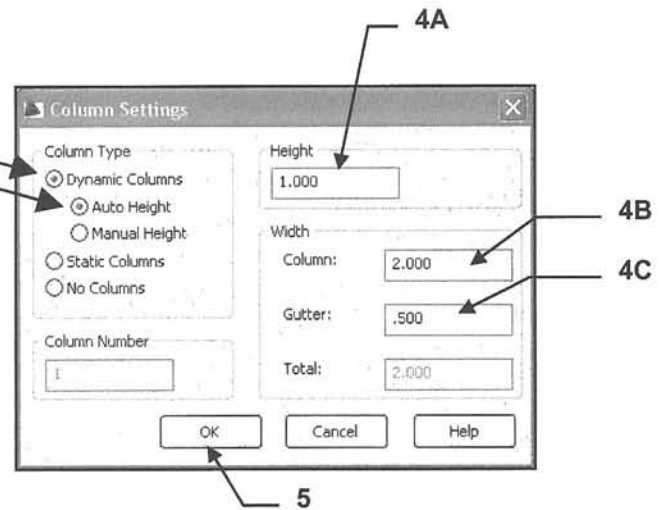 4A
Column Settings
Column Type
Dynamic Columns
Auto Height
Manual Height
Static Columns
No Columns
Column Number
1
Height
1.000
Width
Column: 2.000
4B
Gutter: .500
4C
Total: 2.000
OK Cancel Help
5